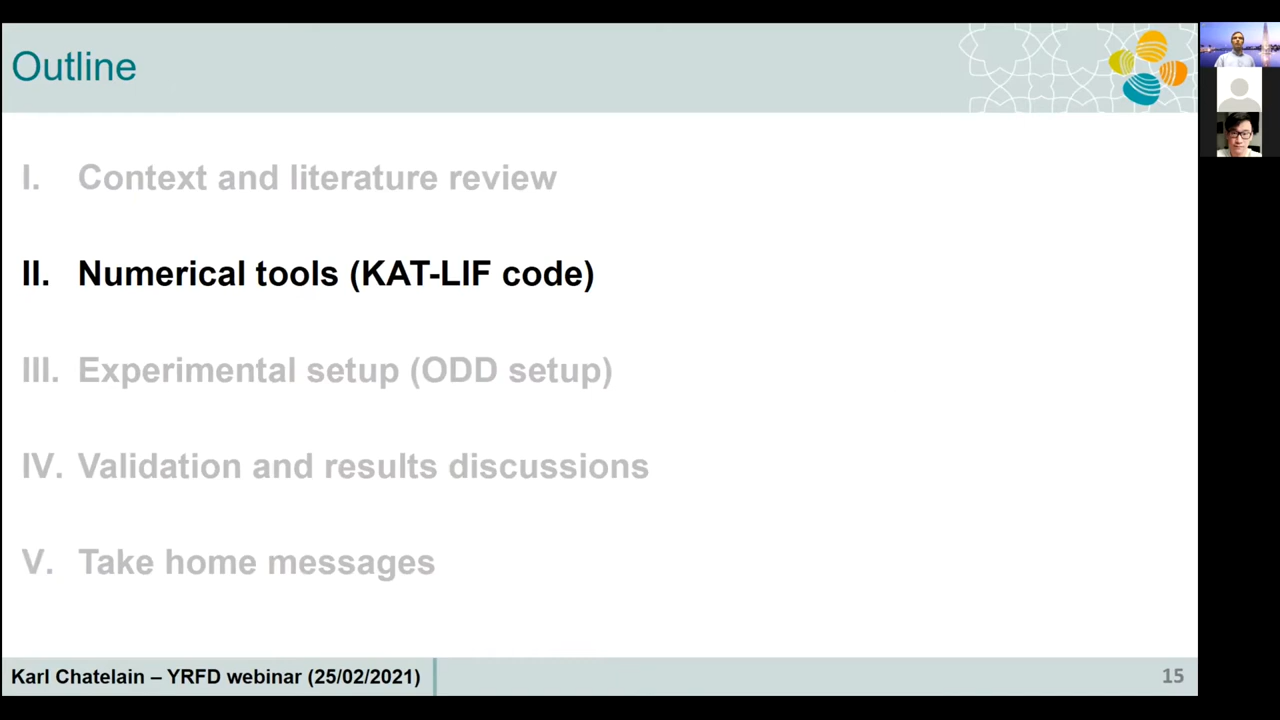 Outline
I. Context and literature review
II. Numerical tools (KAT-LIF code)
III. Experimental setup (ODD setup)
IV. Validation and results discussions
V. Take home messages
Karl Chatelain – YRFD webinar (25/02/2021)
15